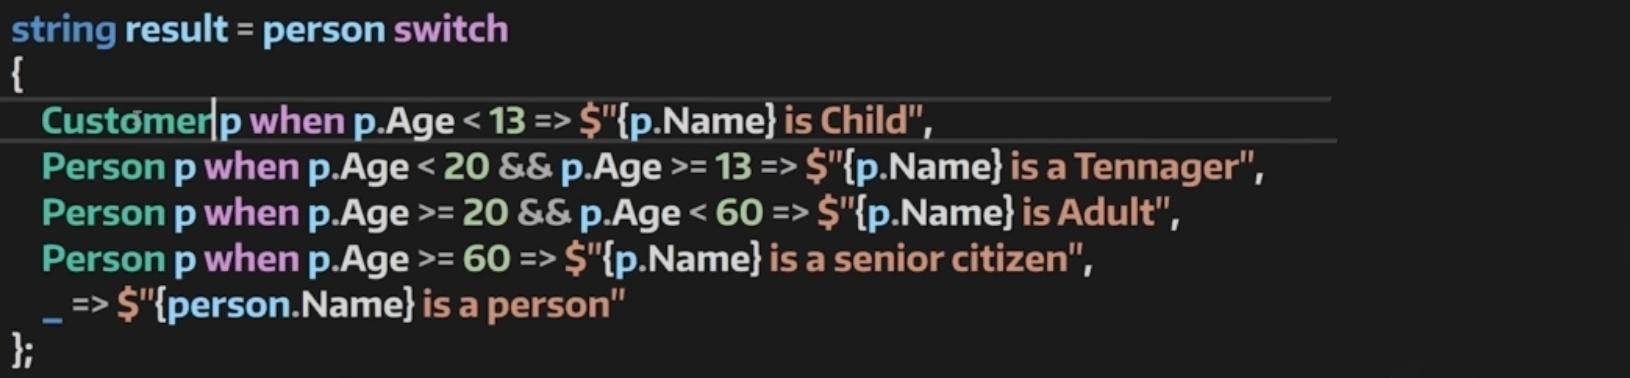 string result = person switch
{
Customer p when p.Age < 13 => $"{p.Name} is Child",
Person p when p.Age < 20 && p.Age >= 13 => $"{p.Name} is a Tennager",
Person p when p.Age >= 20 && p.Age < 60 => $"{p.Name} is Adult",
Person p when p.Age >= 60 => $"{p.Name} is a senior citizen",
_ => $"{person.Name} is a person"
};